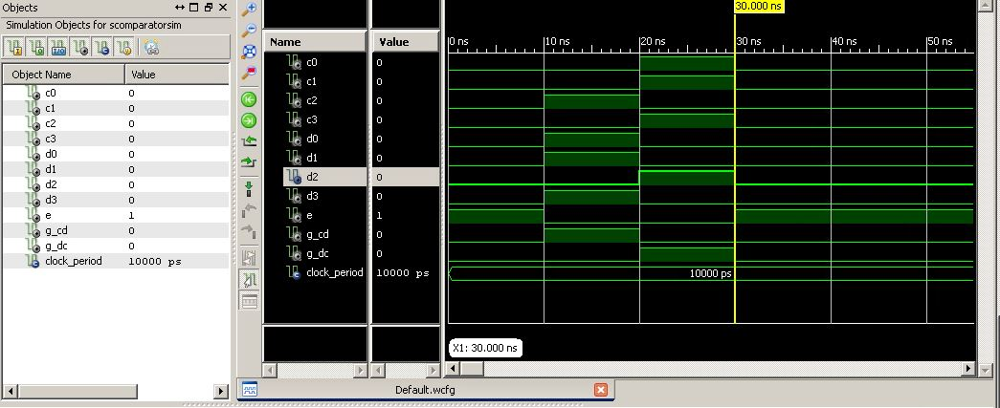 Objects
Simulation Objects for scomparatorsim
Object Name Value
c0 0
c1 0
c2 0
c3 0
d0 0
d1 0
d2 0
d3 0
e 1
g_cd 0
g_dc 0
clock_period 10000 ps
30.000 ns
Name Value
0 ns 10 ns 20 ns 30 ns 40 ns 50 ns
c0 0
c1 0
c2 0
c3 0
d0 0
d1 0
d2 0
d3 0
e 1
g_cd 0
g_dc 0
clock_period 10000 ps 10000 ps
X1: 30.000 ns
Default.wcfg